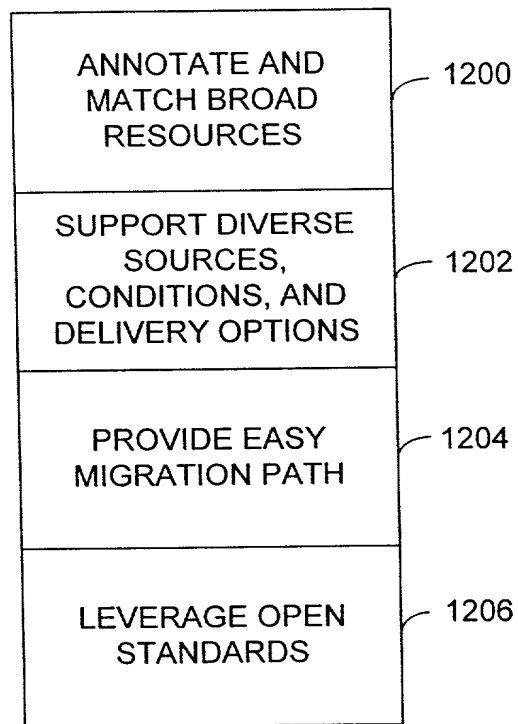 ANNOTATE AND
MATCH BROAD
RESOURCES
1200
SUPPORT DIVERSE
SOURCES,
CONDITIONS, AND
DELIVERY OPTIONS
1202
PROVIDE EASY
MIGRATION PATH
1204
LEVERAGE OPEN
STANDARDS
1206